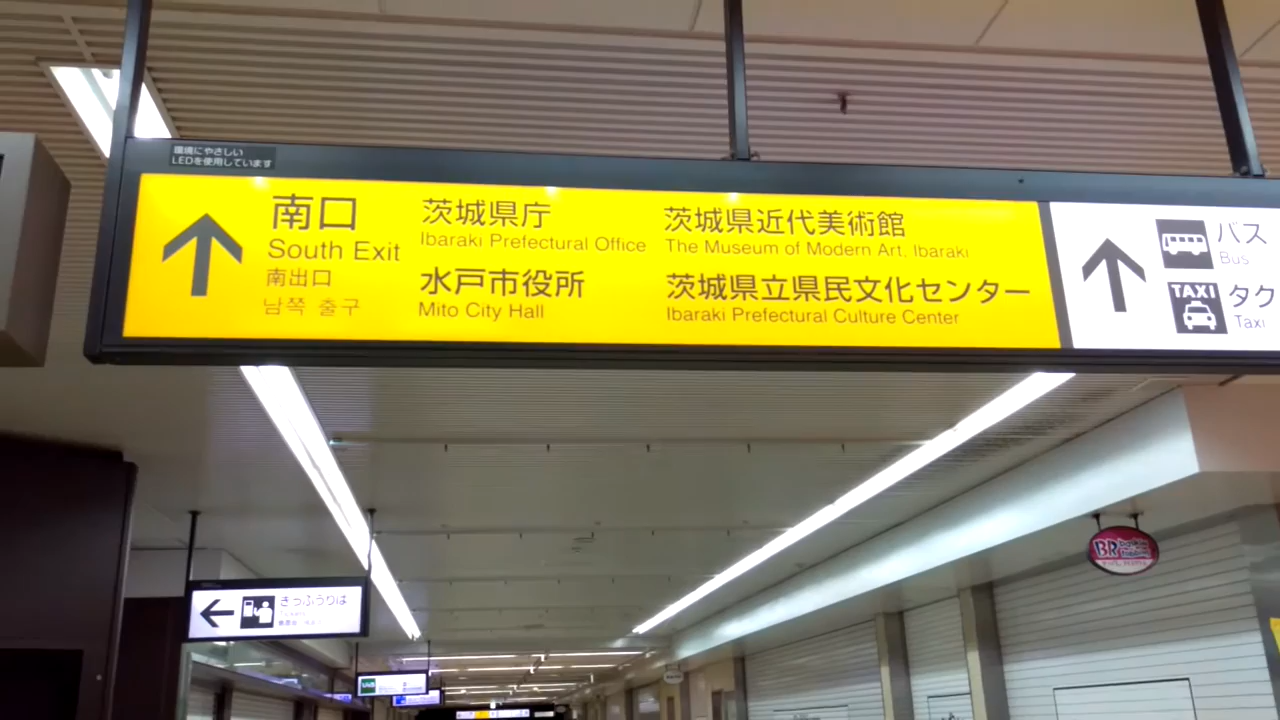 環境にやさしい
LEDを使用しています
南口
South Exit
南出口
남쪽 출구
茨城県庁
Ibaraki Prefectural Office
水戸市役所
Mito City Hall
茨城県近代美術館
The Museum of Modern Art, Ibaraki
茨城県立県民文化センター
Ibaraki Prefectural Culture Center
バス
Bus
TAXI
タク
Taxi
きっぷうりば
Tickets
BR